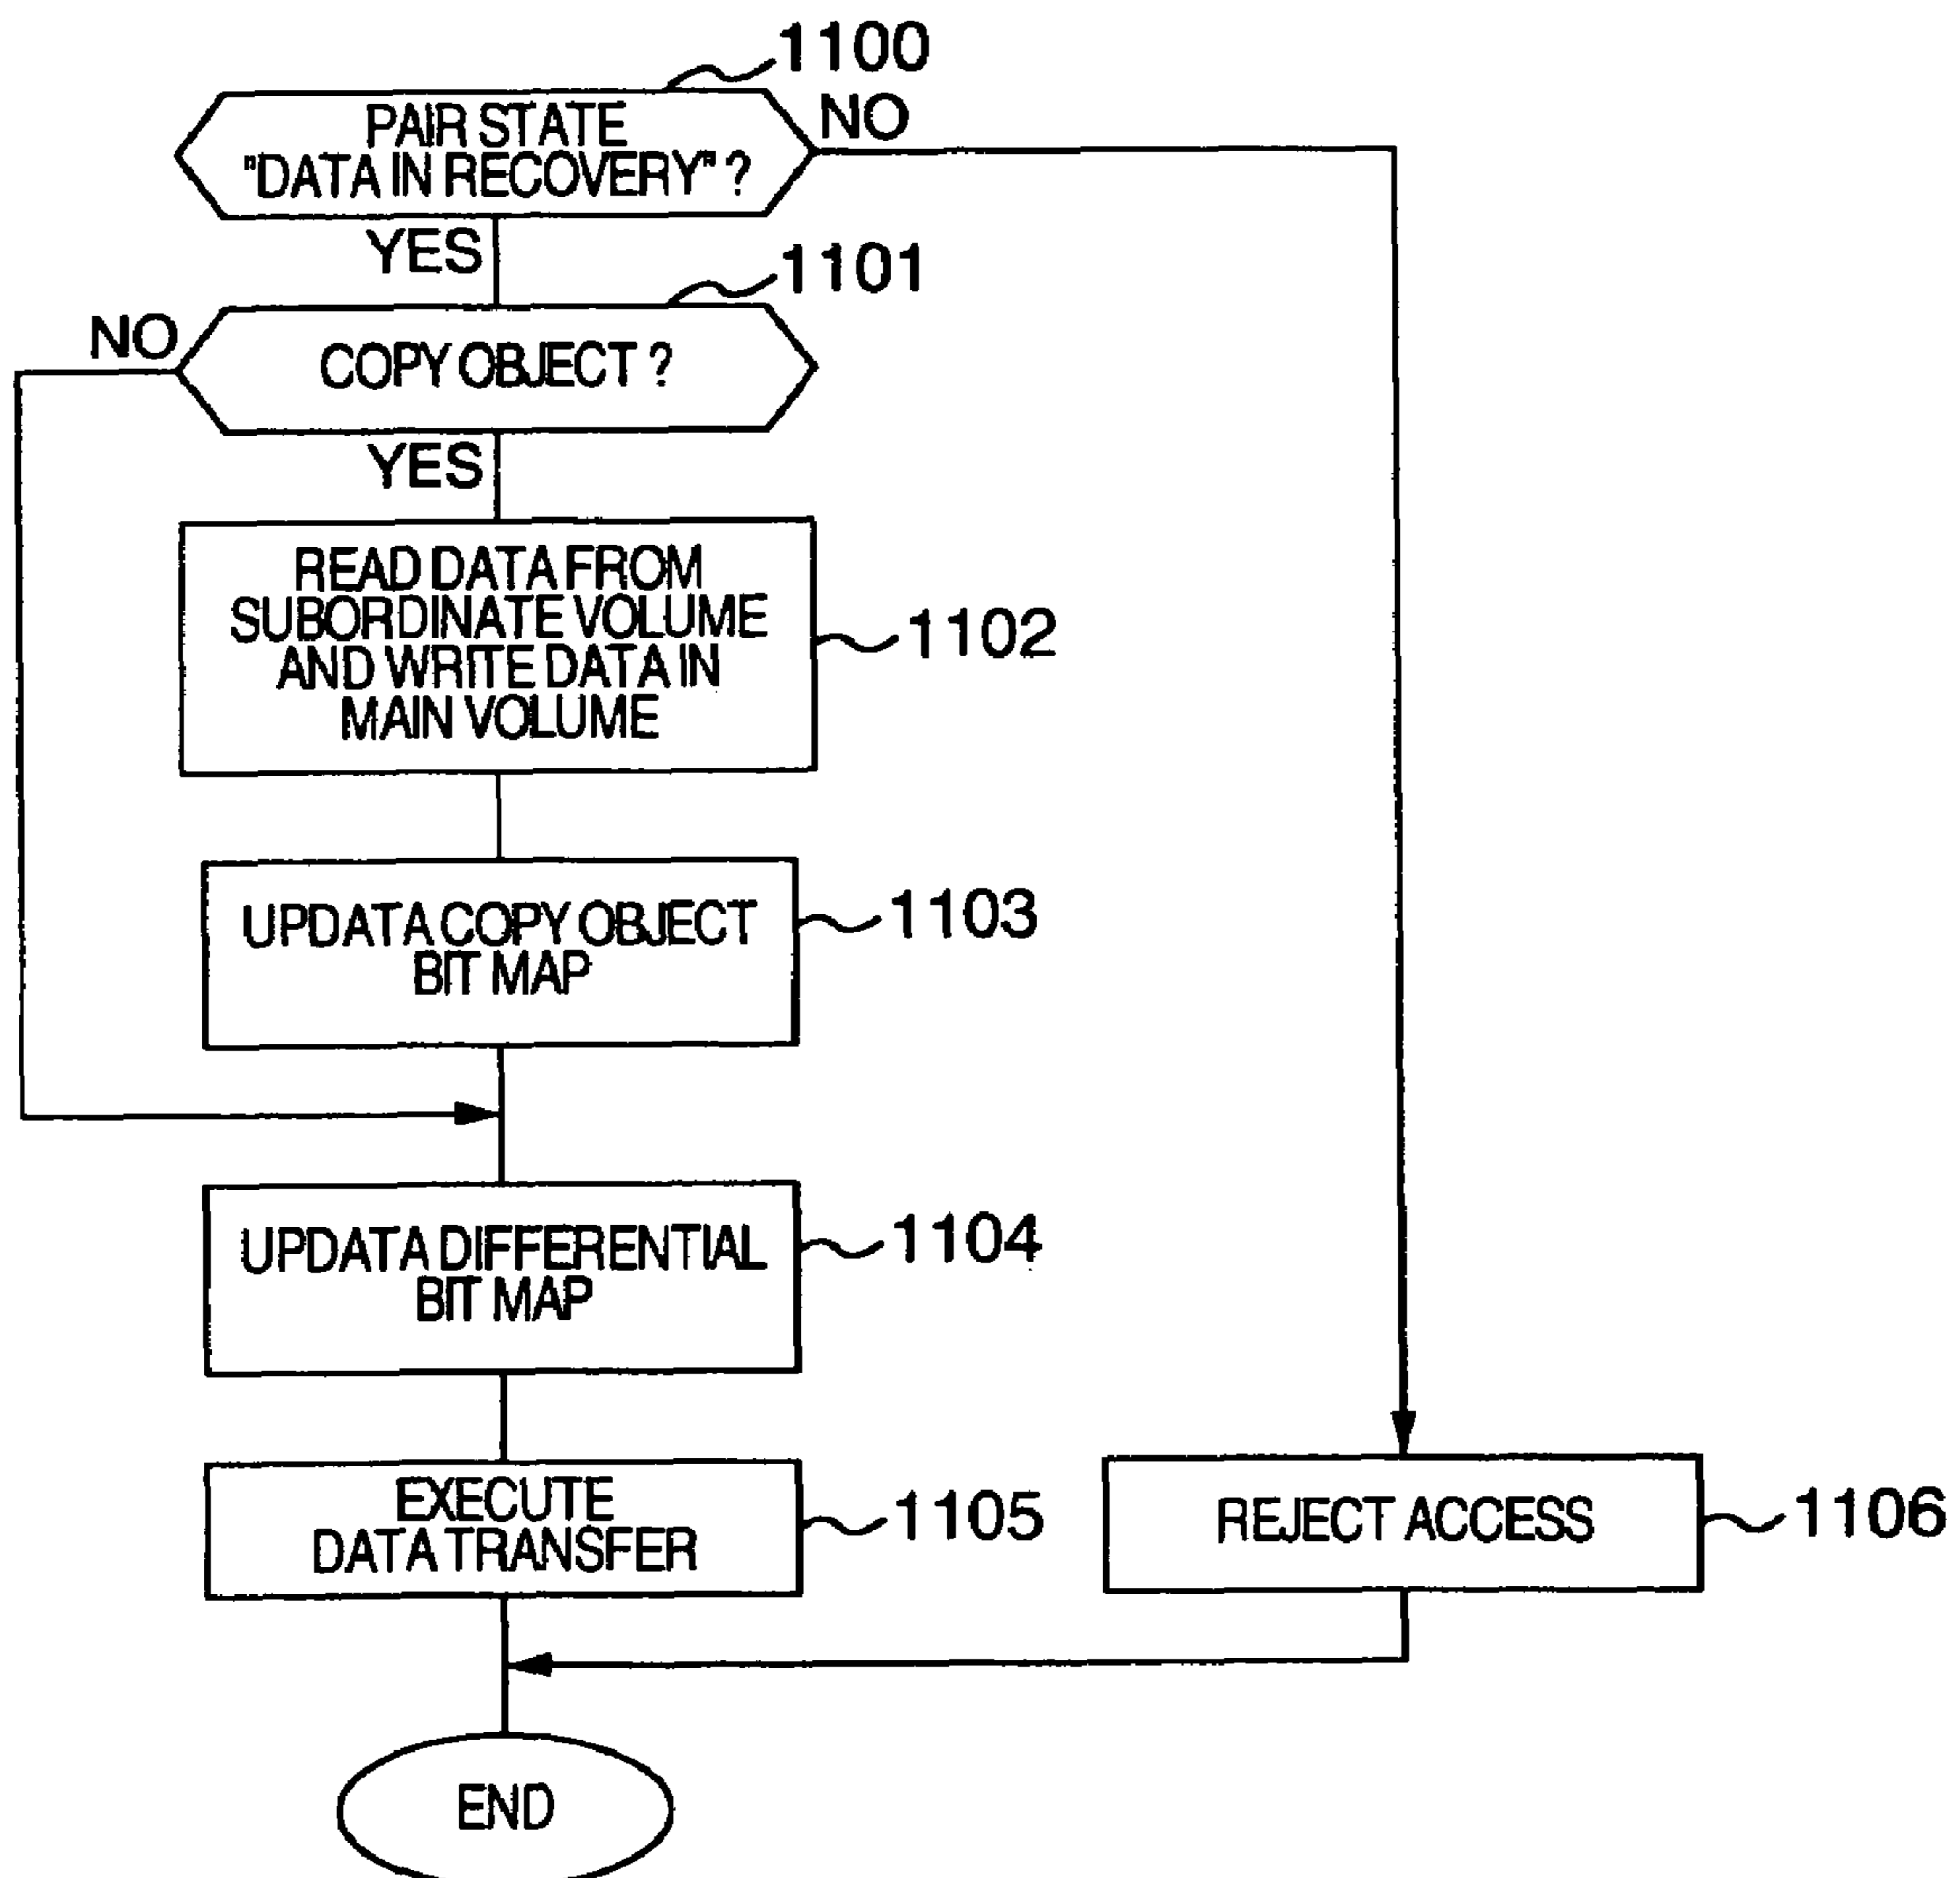 1100
PAIR STATE
"DATA IN RECOVERY"?
NO
YES
1101
NO
COPY OBJECT?
YES
READ DATA FROM
SUBORDINATE VOLUME
AND WRITE DATA IN
MAIN VOLUME
1102
UPDATA COPY OBJECT
BIT MAP
1103
UPDATA DIFFERENTIAL
BIT MAP
1104
EXECUTE
DATA TRANSFER
1105
REJECT ACCESS
1106
END